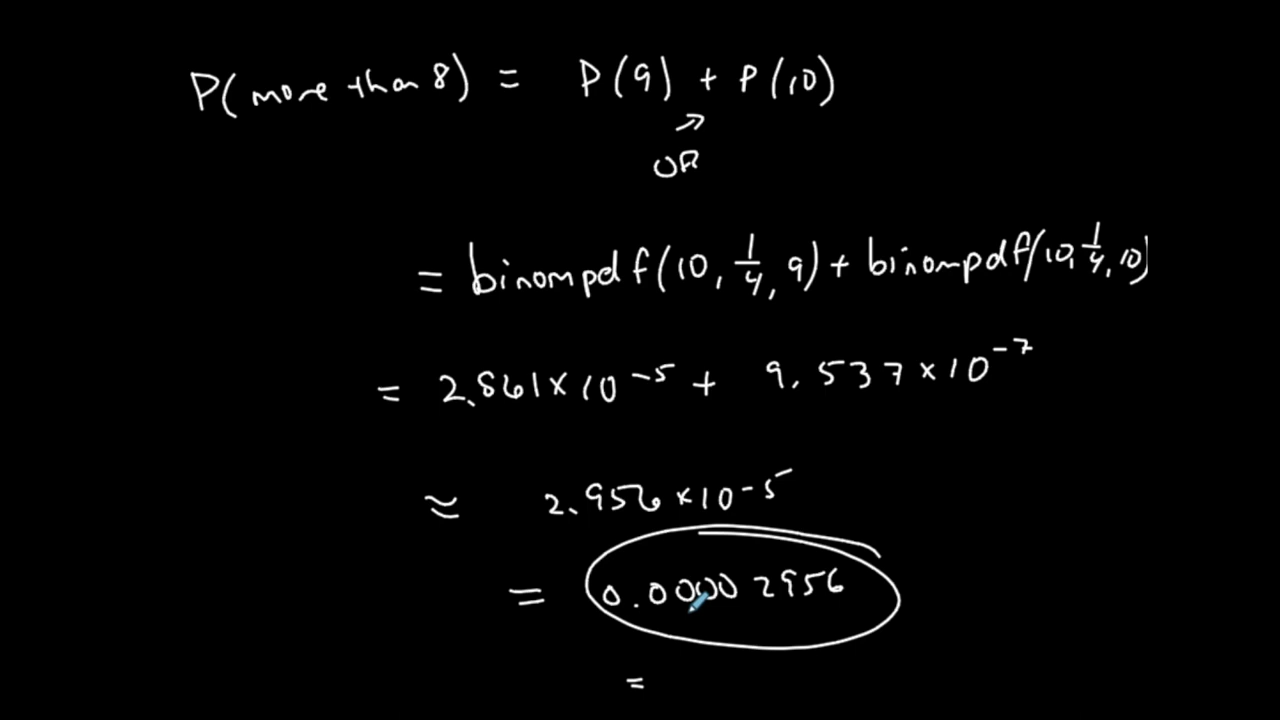 P(more than 8) = P(9) + P(10)
↗
OR
= binompdf(10, 1/4, 9) + binompdf(10, 1/4, 10)
= 2.861 × 10⁻⁵ + 9.537 × 10⁻⁷
≈ 2.956 × 10⁻⁵
= 0.00002956
=